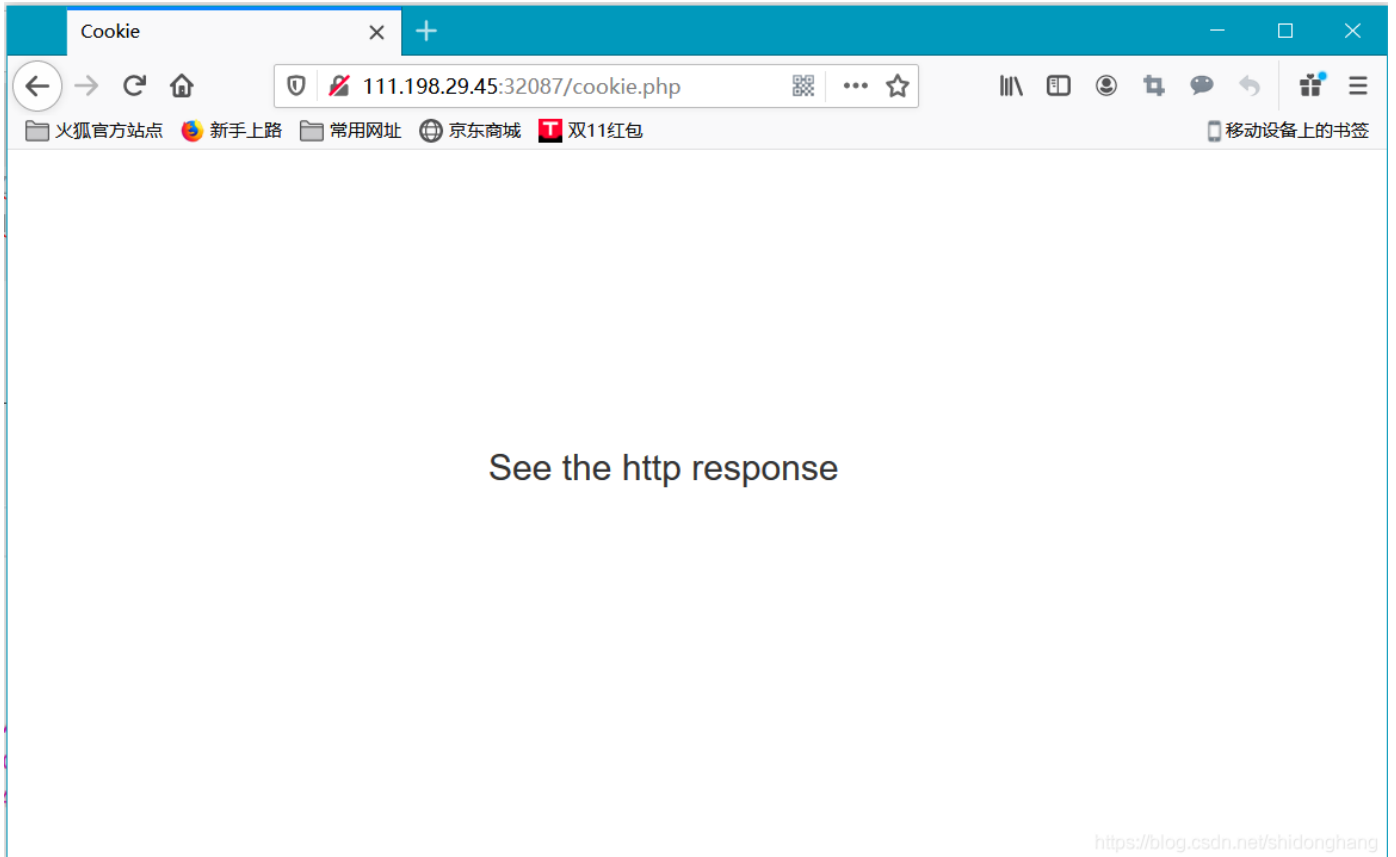 Cookie
111.198.29.45:32087/cookie.php
火狐官方站点 新手上路 常用网址 京东商城 T 双11红包 移动设备上的书签
See the http response
https://blog.csdn.net/shidonghang